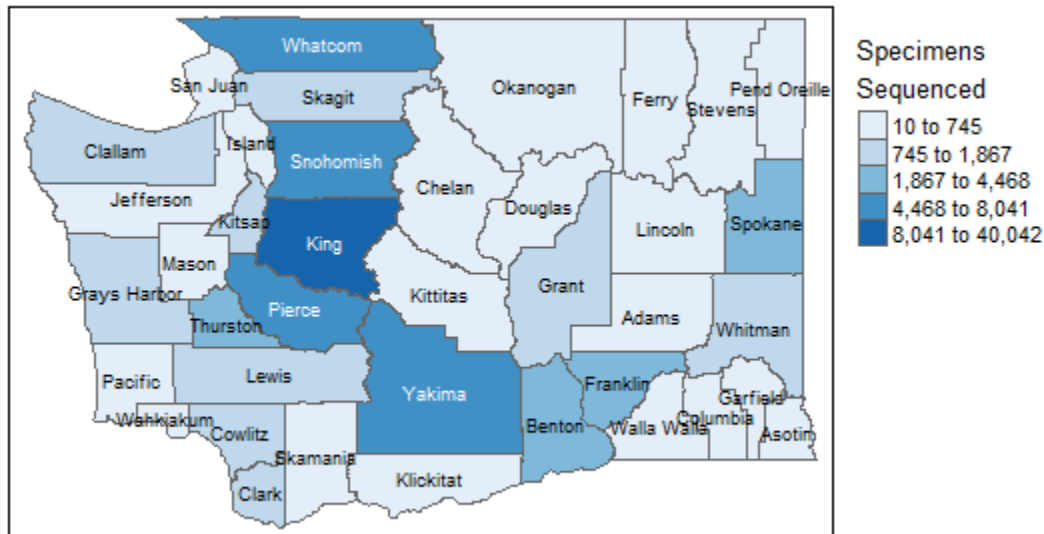 Whatcom
San Juan
Skagit
Okanogan
Ferry
Stevens
Pend Oreille
Clallam
Island
Snohomish
Chelan
Jefferson
Kitsap
Douglas
Lincoln
Spokane
King
Mason
Grays Harbor
Kittitas
Grant
Pierce
Thurston
Adams
Whitman
Pacific
Lewis
Yakima
Franklin
Garfield
Columbia
Wahkiakum
Cowlitz
Benton
Walla Walla
Asotin
Skamania
Klickitat
Clark
Specimens
Sequenced
10 to 745
745 to 1,867
1,867 to 4,468
4,468 to 8,041
8,041 to 40,042